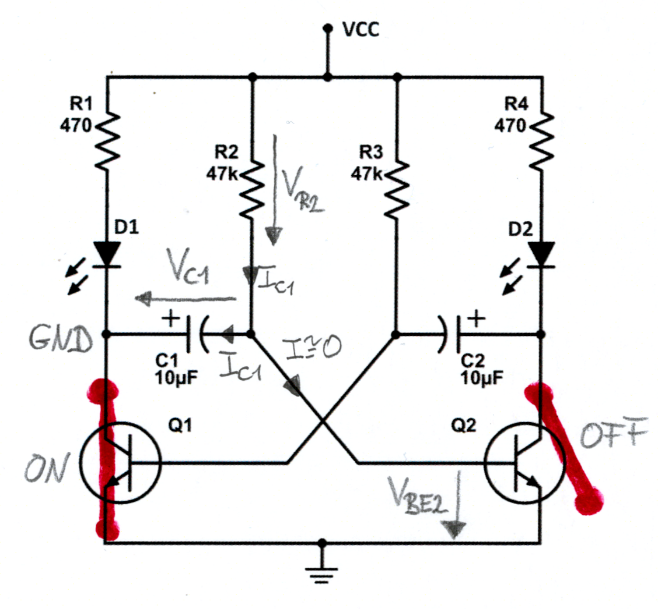 VCC
R1
470
R4
470
R2
47k
R3
47k
V_R2
D1
D2
V_C1
I_C1
+
+
GND
I≅0
C1
10µF
I_C1
C2
10µF
Q1
Q2
ON
OFF
V_BE2